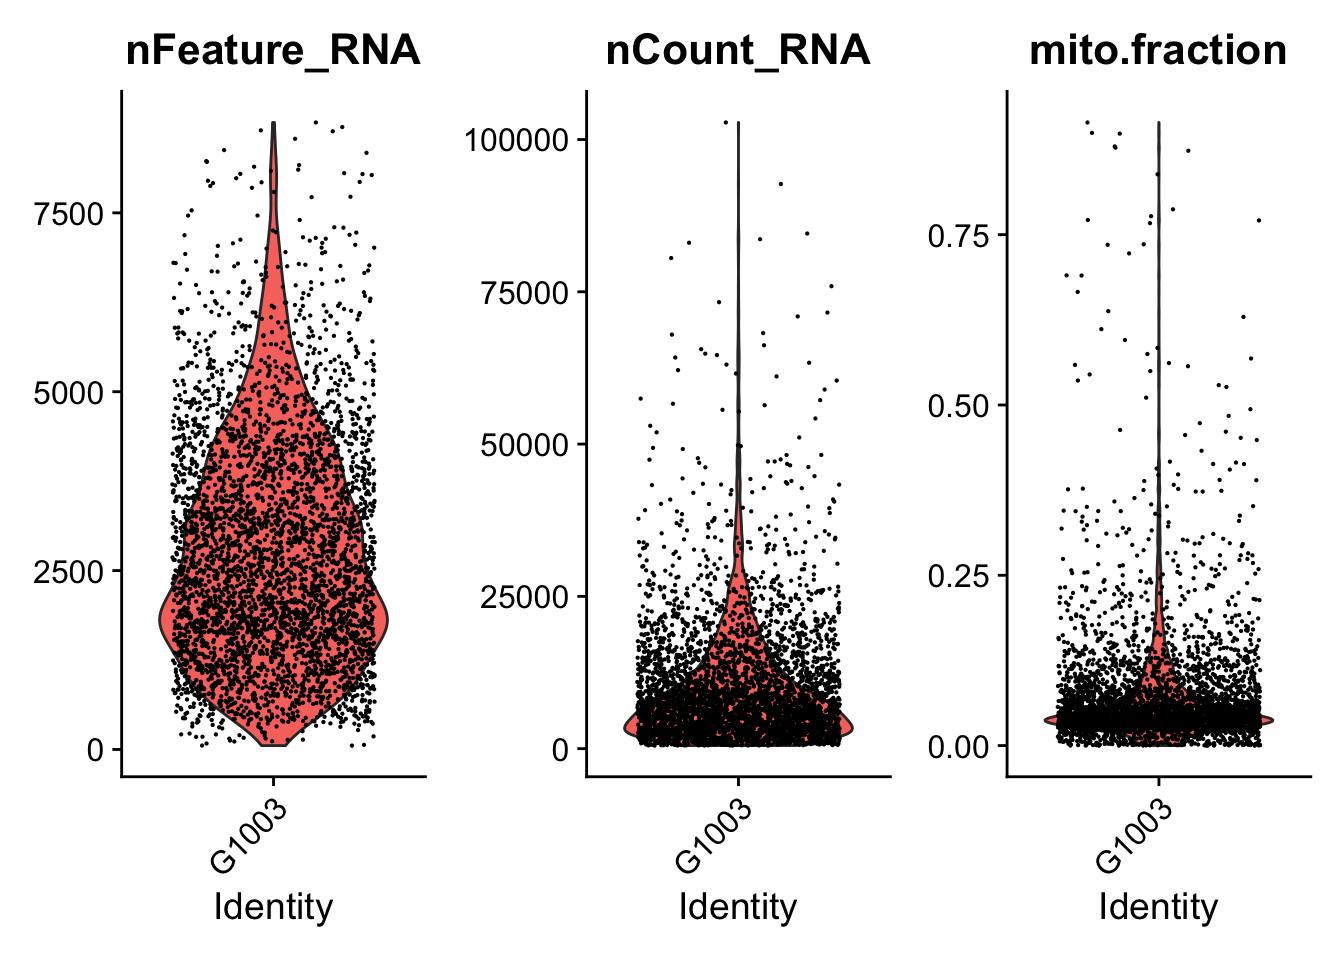 nFeature_RNA
7500
5000
2500
0
G1003
Identity
nCount_RNA
100000
75000
50000
25000
0
G1003
Identity
mito.fraction
0.75
0.50
0.25
0.00
G1003
Identity